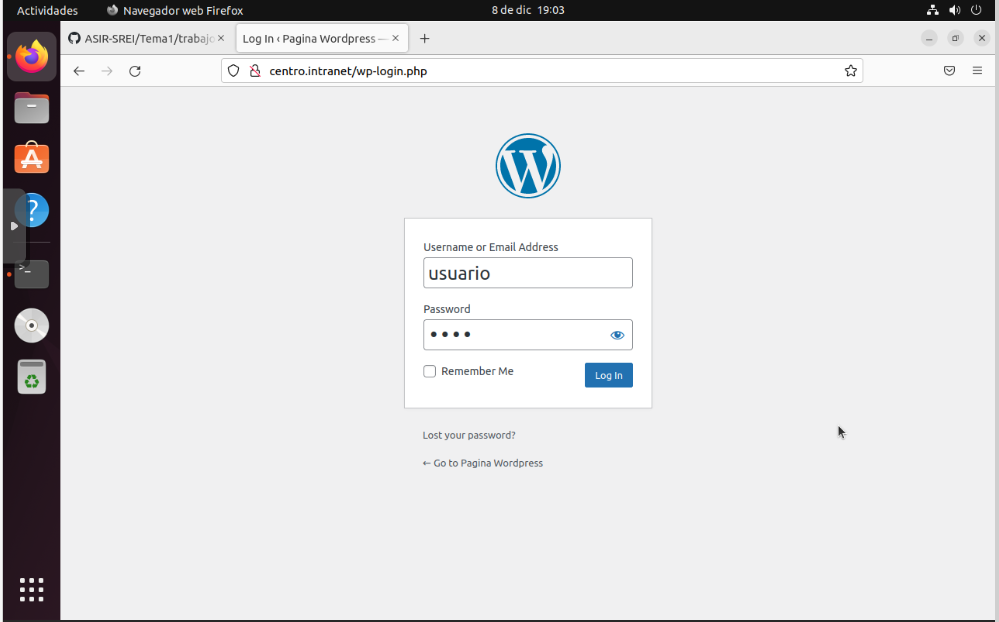 Actividades
Navegador web Firefox
8 de dic 19:03
ASIR-SREI/Tema1/trabajo
Log In ‹ Pagina Wordpress —
centro.intranet/wp-login.php
Username or Email Address
usuario
Password
Remember Me
Log In
Lost your password?
← Go to Pagina Wordpress